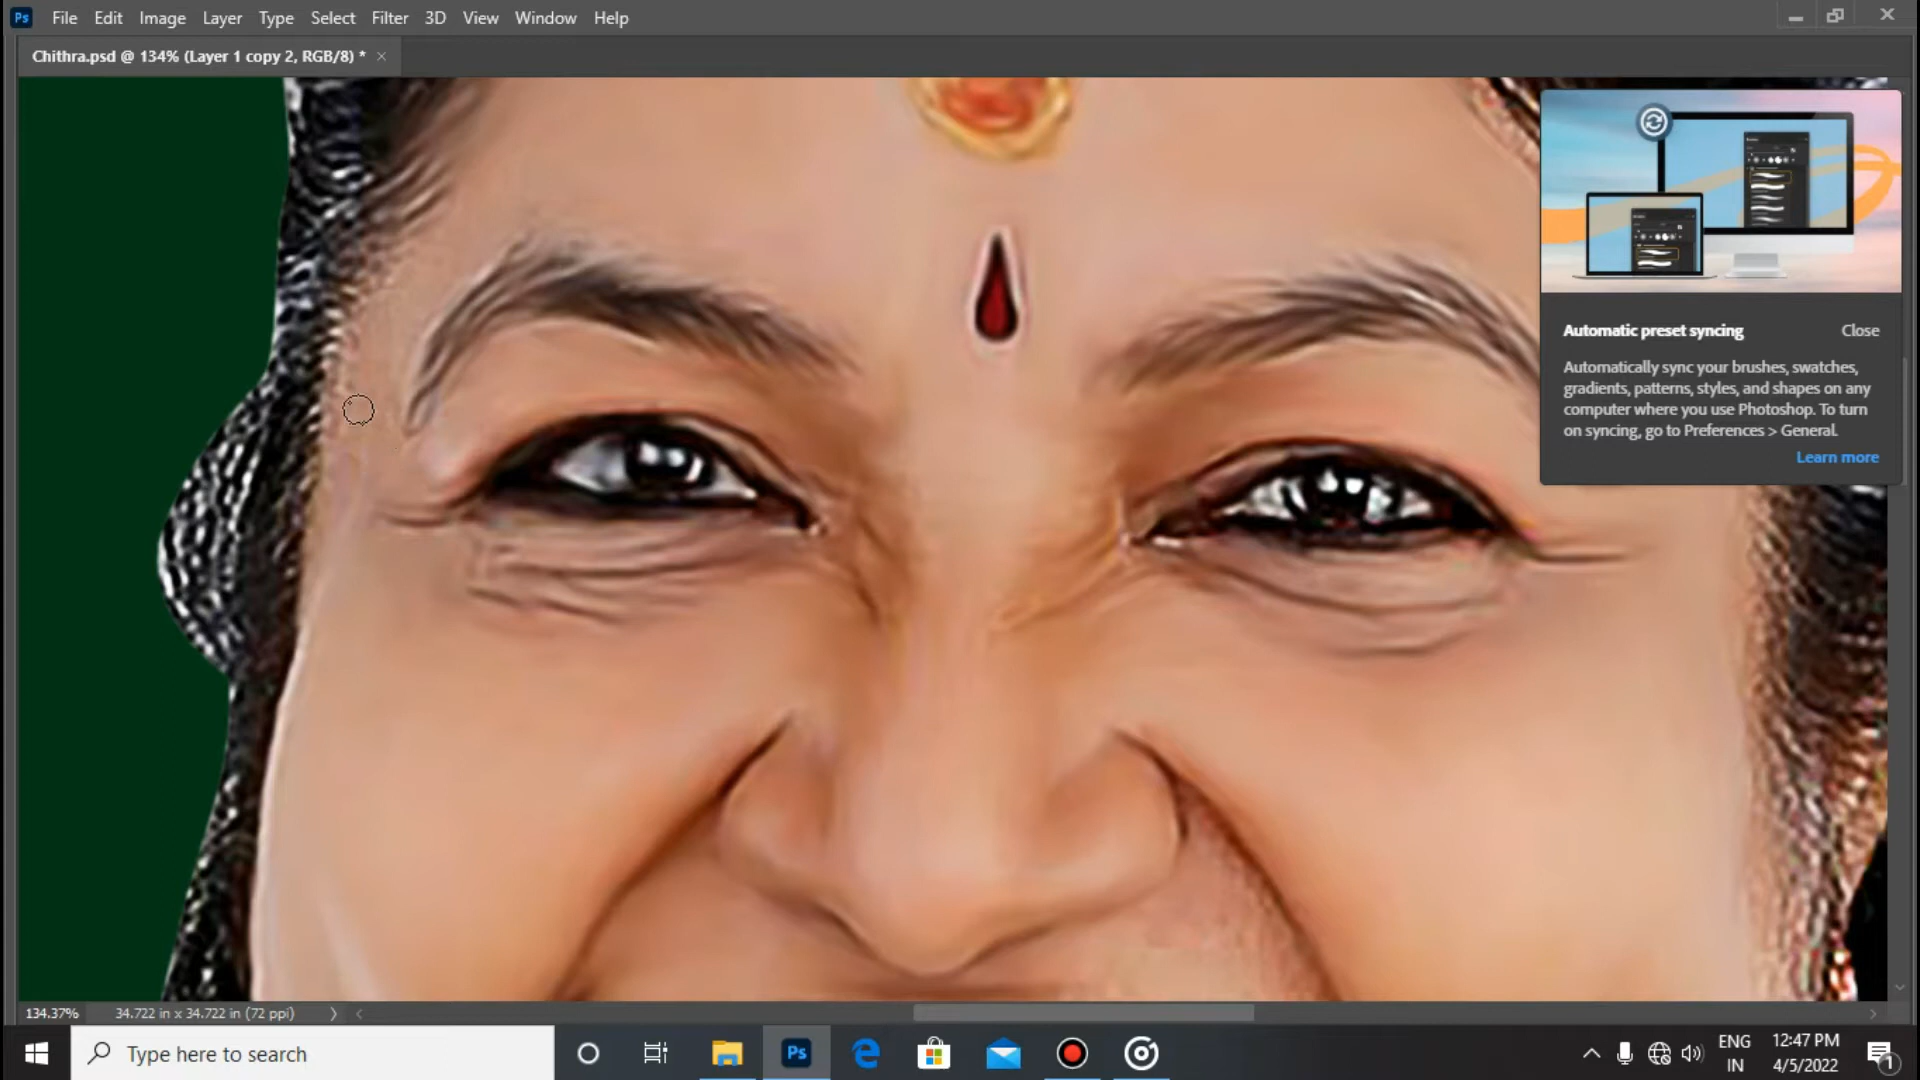 Ps File Edit Image Layer Type Select Filter 3D View Window Help
Chithra.psd @ 134% (Layer 1 copy 2, RGB/8) * ×
Automatic preset syncing Close
Automatically sync your brushes, swatches,
gradients, patterns, styles, and shapes on any
computer where you use Photoshop. To turn
on syncing, go to Preferences > General.
Learn more
134.37% 34.722 in x 34.722 in (72 ppi)
Type here to search
Ps
ENG
IN
12:47 PM
4/5/2022
1